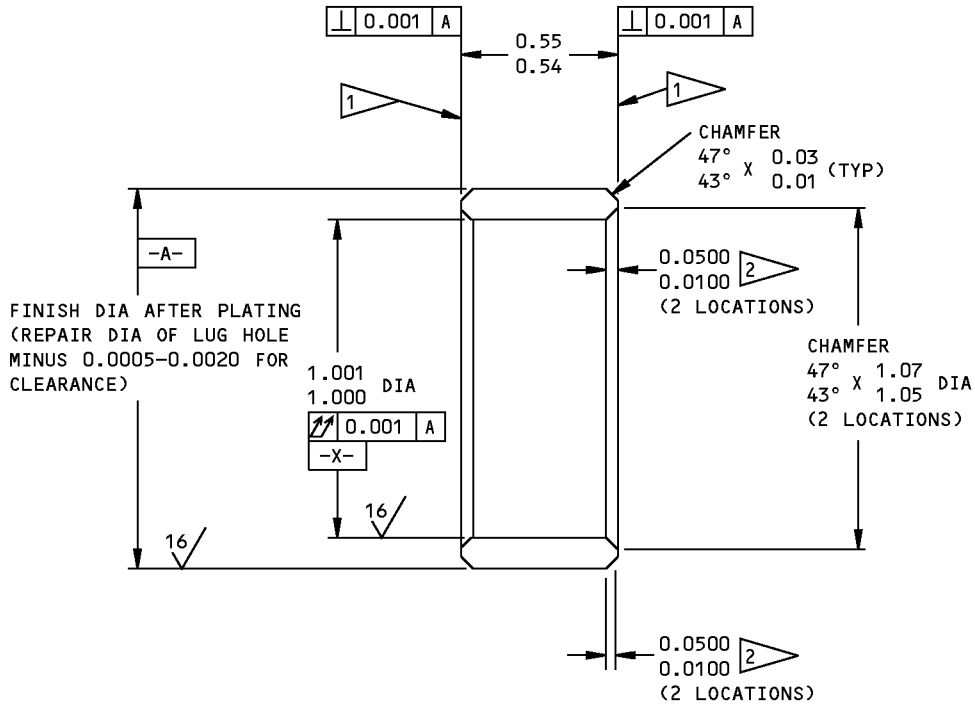 ⊥ 0.001 A
⊥ 0.001 A
0.55
0.54
1
1
CHAMFER
47° X 0.03 (TYP)
43° 0.01
-A-
0.0500 2
0.0100
(2 LOCATIONS)
FINISH DIA AFTER PLATING
(REPAIR DIA OF LUG HOLE
MINUS 0.0005-0.0020 FOR
CLEARANCE)
CHAMFER
47° X 1.07 DIA
43° 1.05
(2 LOCATIONS)
1.001 DIA
1.000
0.001 A
-X-
16
16
0.0500 2
0.0100
(2 LOCATIONS)